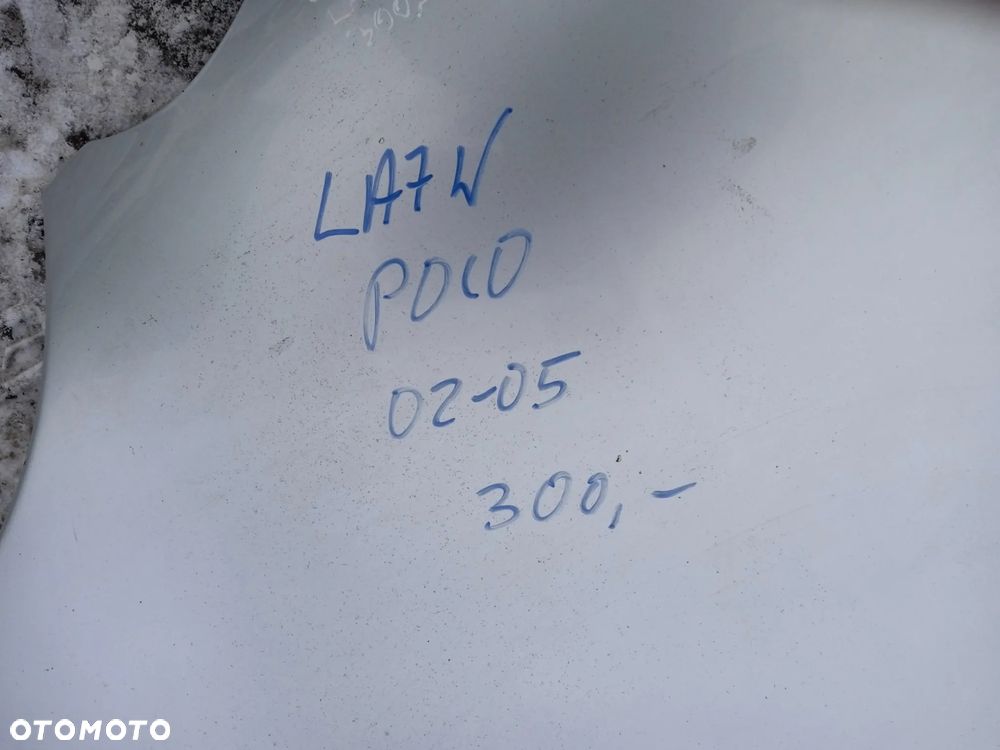 LA7W
POLO
02-05
300,-
OTOMOTO